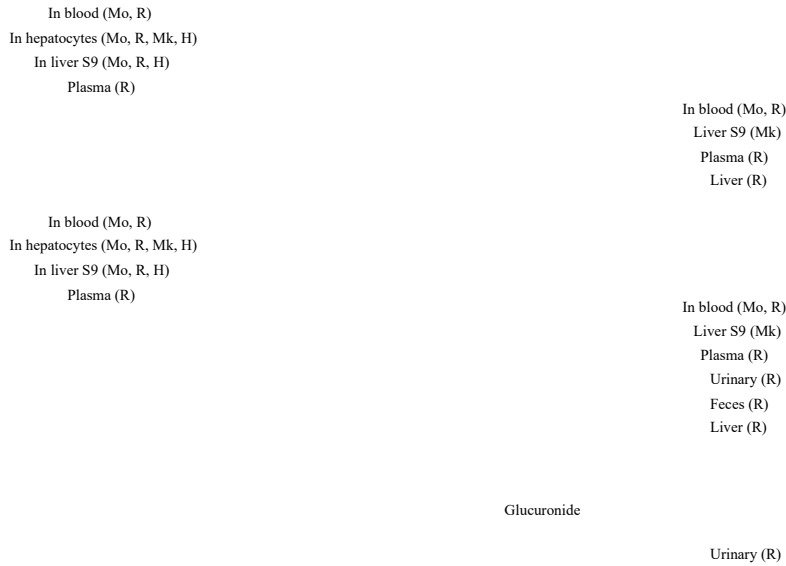 In blood (Mo, R)
In hepatocytes (Mo, R, Mk, H)
In liver S9 (Mo, R, H)
Plasma (R)
In blood (Mo, R)
Liver S9 (Mk)
Plasma (R)
Liver (R)
In blood (Mo, R)
In hepatocytes (Mo, R, Mk, H)
In liver S9 (Mo, R, H)
Plasma (R)
In blood (Mo, R)
Liver S9 (Mk)
Plasma (R)
Urinary (R)
Feces (R)
Liver (R)
Glucuronide
Urinary (R)